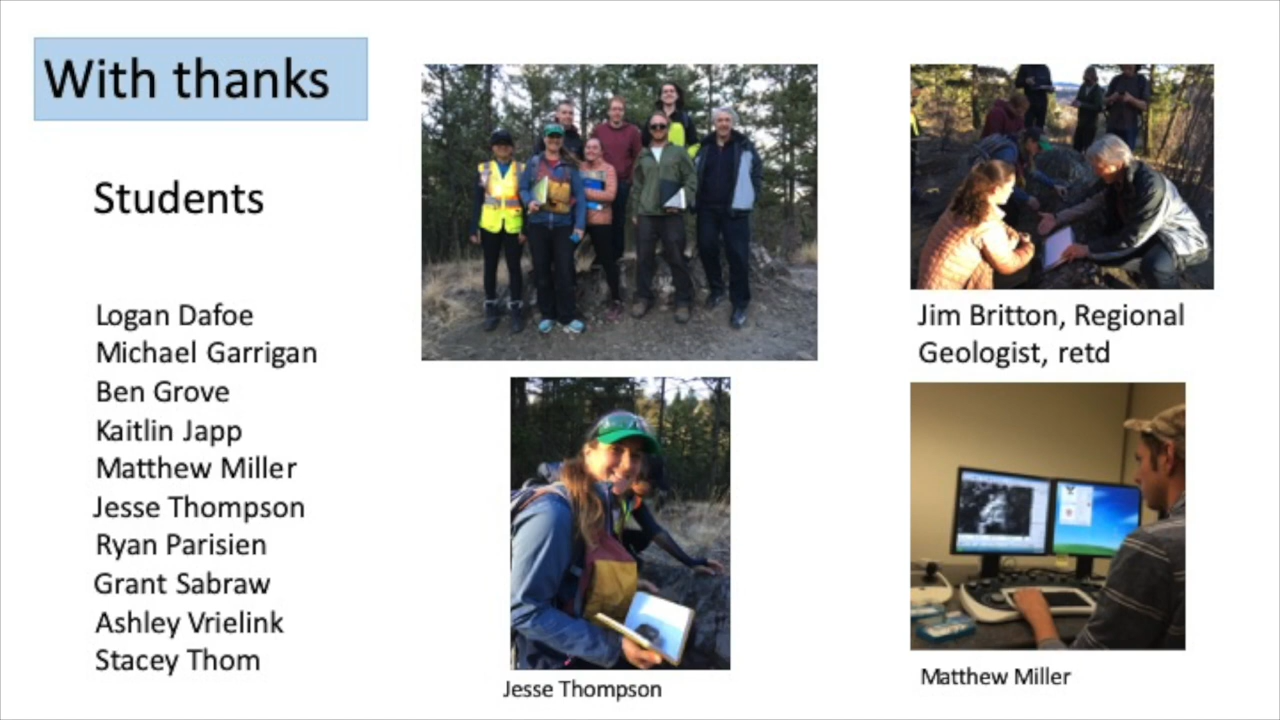 With thanks
Students
Logan Dafoe
Michael Garrigan
Ben Grove
Kaitlin Japp
Matthew Miller
Jesse Thompson
Ryan Parisien
Grant Sabraw
Ashley Vrielink
Stacey Thom
Jesse Thompson
Jim Britton, Regional
Geologist, retd
Matthew Miller